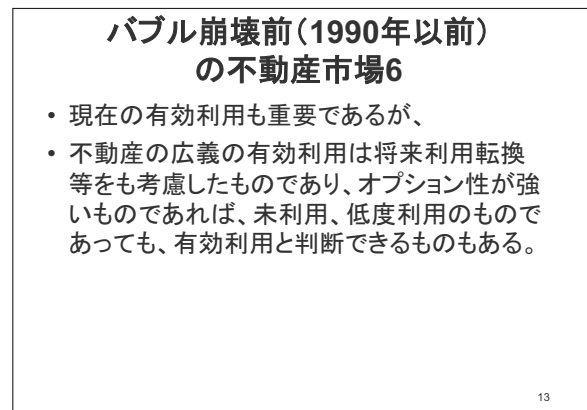 バブル崩壊前(1990年以前)
の不動産市場6
• 現在の有効利用も重要であるが、
• 不動産の広義の有効利用は将来利用転換
等をも考慮したものであり、オプション性が強
いものであれば、未利用、低度利用のもので
あっても、有効利用と判断できるものもある。
13